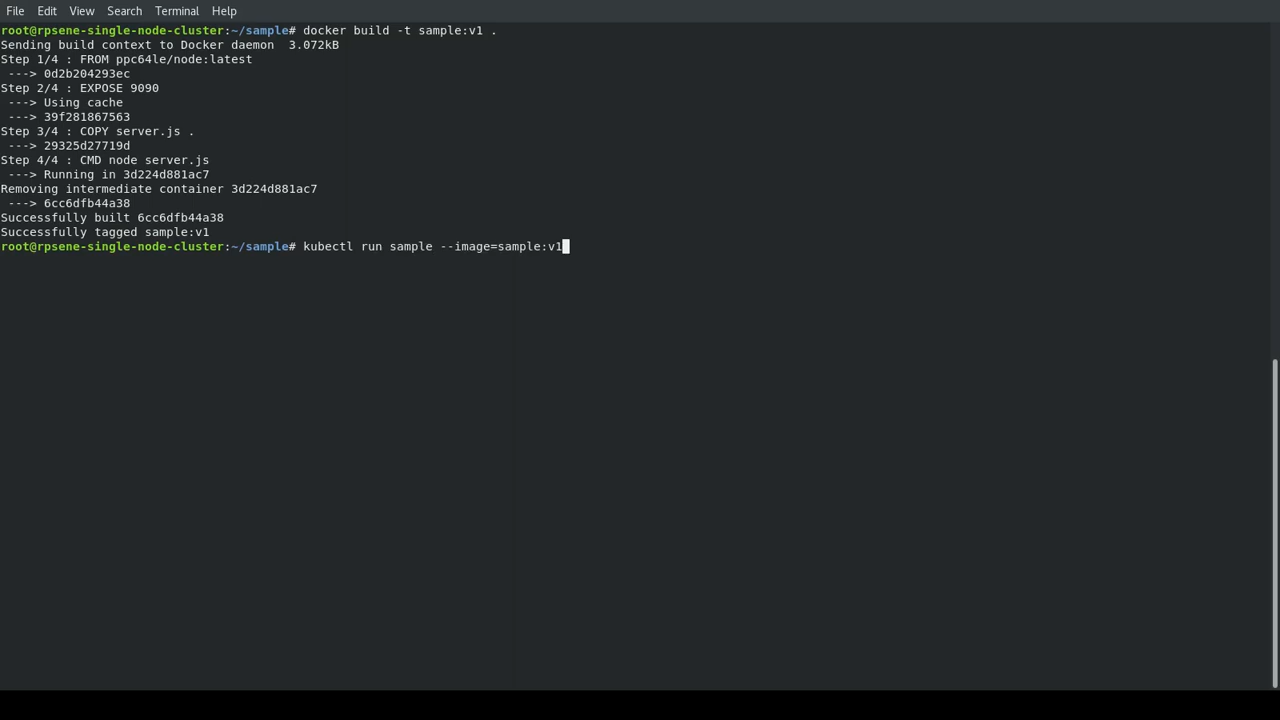 File Edit View Search Terminal Help
root@rpsene-single-node-cluster:~/sample# docker build -t sample:v1 .
Sending build context to Docker daemon  3.072kB
Step 1/4 : FROM ppc64le/node:latest
 ---> 0d2b204293ec
Step 2/4 : EXPOSE 9090
 ---> Using cache
 ---> 39f281867563
Step 3/4 : COPY server.js .
 ---> 29325d27719d
Step 4/4 : CMD node server.js
 ---> Running in 3d224d881ac7
Removing intermediate container 3d224d881ac7
 ---> 6cc6dfb44a38
Successfully built 6cc6dfb44a38
Successfully tagged sample:v1
root@rpsene-single-node-cluster:~/sample# kubectl run sample --image=sample:v1